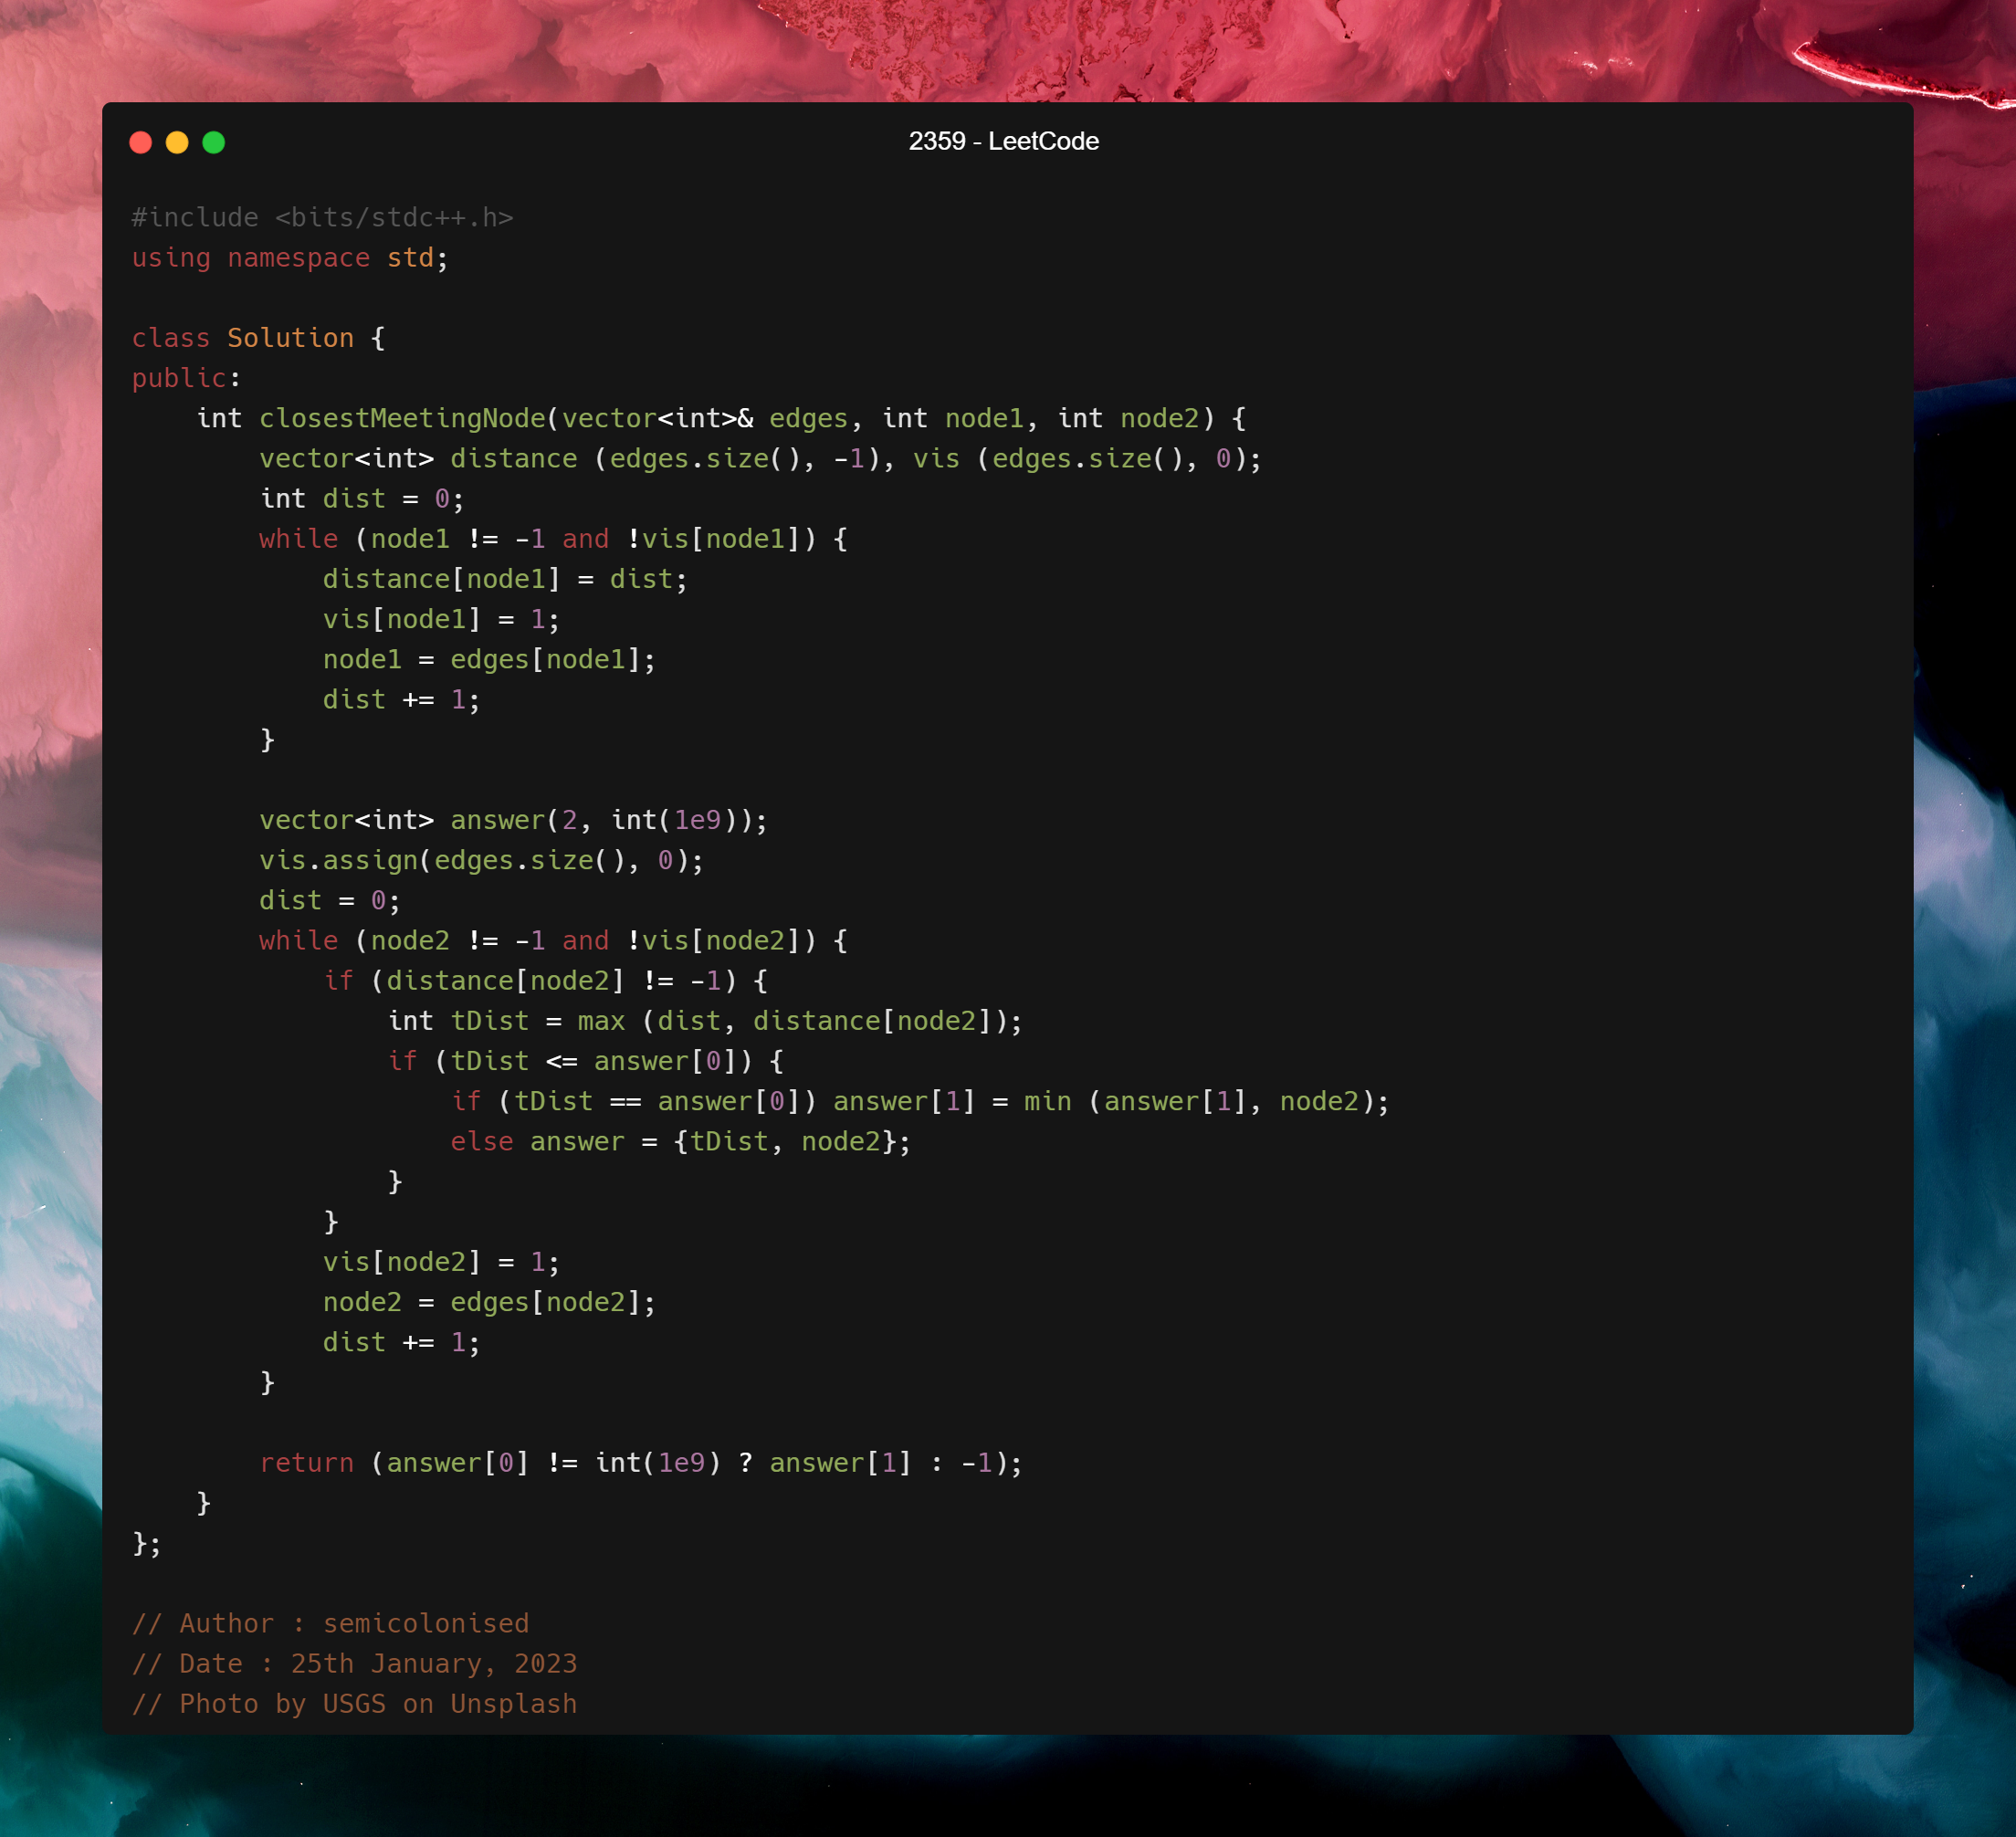 2359 - LeetCode
#include <bits/stdc++.h>
using namespace std;
class Solution {
public:
    int closestMeetingNode(vector<int>& edges, int node1, int node2) {
        vector<int> distance (edges.size(), -1), vis (edges.size(), 0);
        int dist = 0;
        while (node1 != -1 and !vis[node1]) {
            distance[node1] = dist;
            vis[node1] = 1;
            node1 = edges[node1];
            dist += 1;
        }
        vector<int> answer(2, int(1e9));
        vis.assign(edges.size(), 0);
        dist = 0;
        while (node2 != -1 and !vis[node2]) {
            if (distance[node2] != -1) {
                int tDist = max (dist, distance[node2]);
                if (tDist <= answer[0]) {
                    if (tDist == answer[0]) answer[1] = min (answer[1], node2);
                    else answer = {tDist, node2};
                }
            }
            vis[node2] = 1;
            node2 = edges[node2];
            dist += 1;
        }
        return (answer[0] != int(1e9) ? answer[1] : -1);
    }
};
// Author : semicolonised
// Date : 25th January, 2023
// Photo by USGS on Unsplash